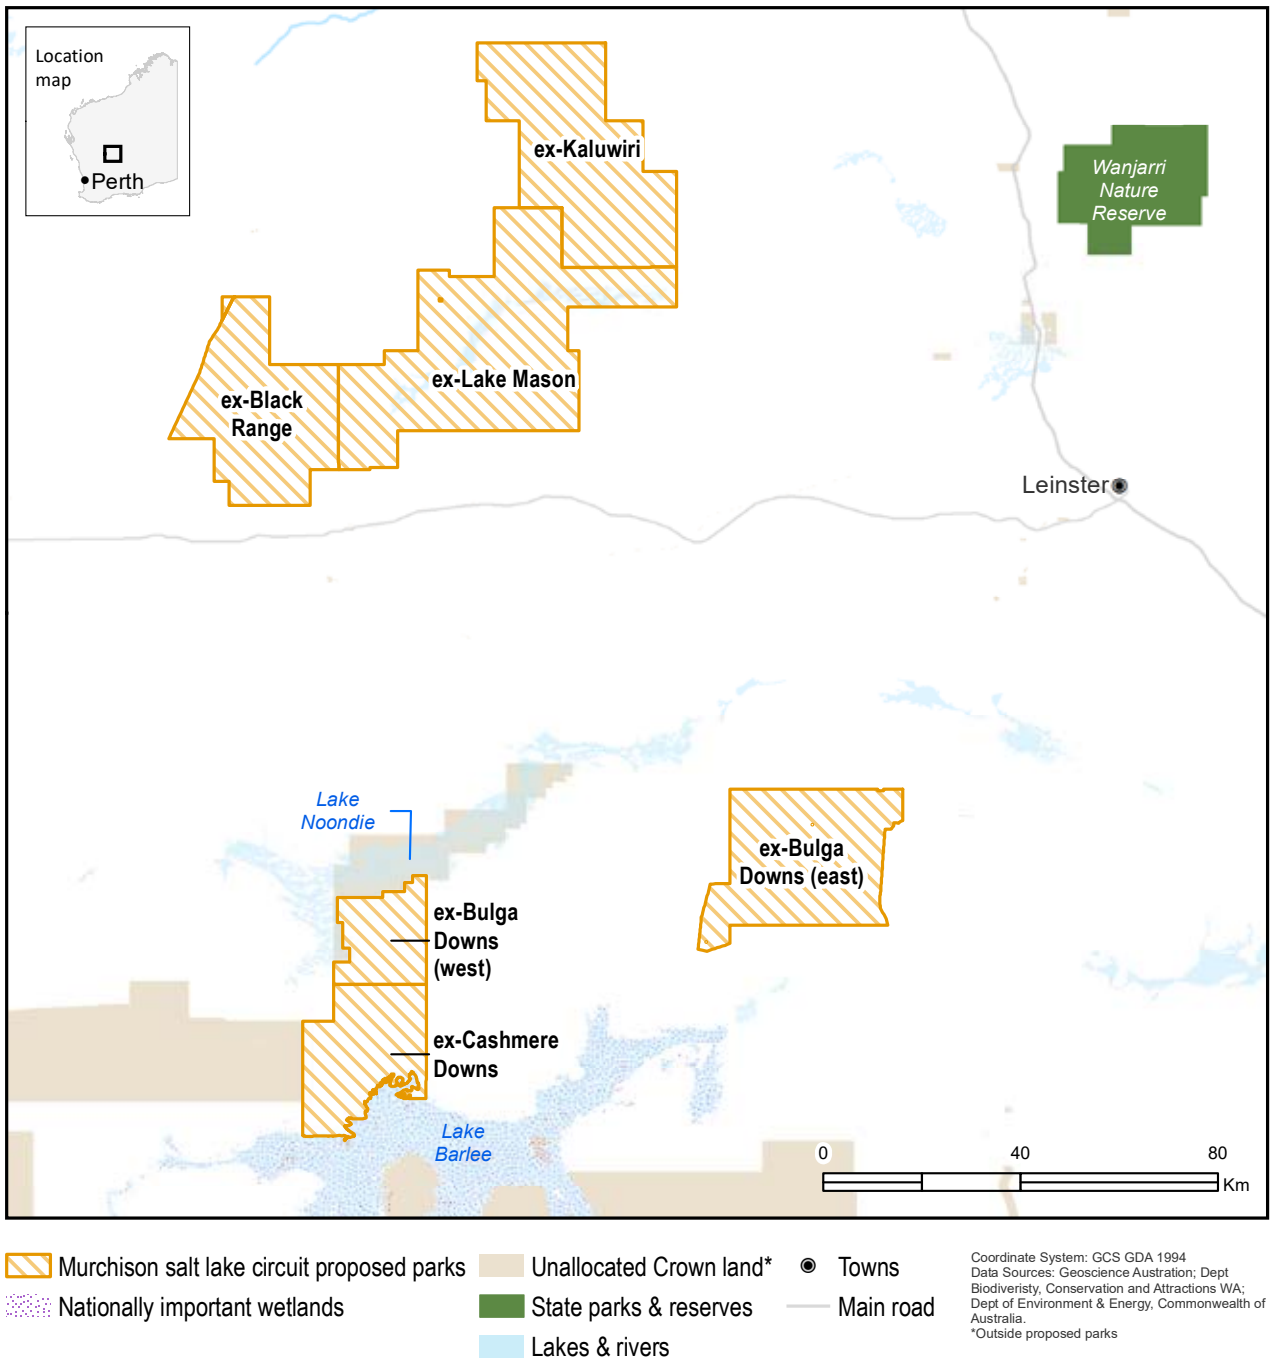 Location
map
Perth
ex-Kaluwiri
Wanjarri
Nature
Reserve
ex-Lake Mason
ex-Black
Range
Leinster
Lake
Noondie
ex-Bulga
Downs (east)
ex-Bulga
Downs
(west)
ex-Cashmere
Downs
Lake
Barlee
0 40 80
Km
Murchison salt lake circuit proposed parks
Nationally important wetlands
Unallocated Crown land*
State parks & reserves
Lakes & rivers
Towns
Main road
Coordinate System: GCS GDA 1994
Data Sources: Geoscience Austration; Dept
Biodiveristy, Conservation and Attractions WA;
Dept of Environment & Energy, Commonwealth of
Australia.
*Outside proposed parks